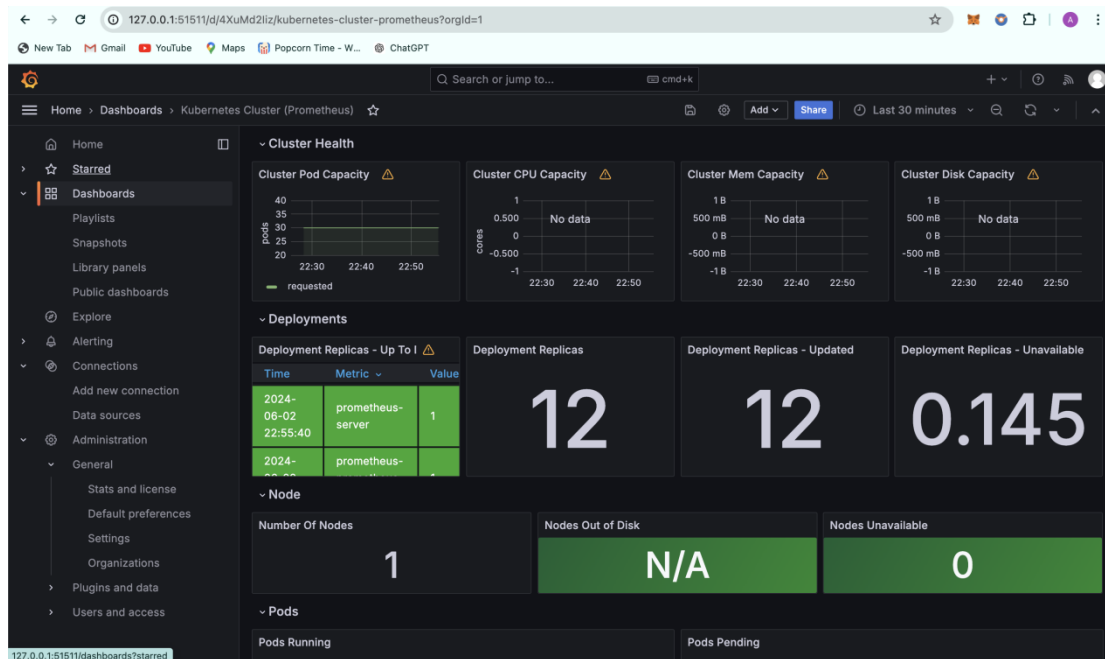 127.0.0.1:51511/d/4XuMd2liz/kubernetes-cluster-prometheus?orgId=1
A
New Tab Gmail YouTube Maps Popcorn Time - W... ChatGPT
Search or jump to... cmd+k
Home > Dashboards > Kubernetes Cluster (Prometheus)
Add Share Last 30 minutes
Home
Starred
Dashboards
Playlists
Snapshots
Library panels
Public dashboards
Explore
Alerting
Connections
Add new connection
Data sources
Administration
General
Stats and license
Default preferences
Settings
Organizations
Plugins and data
Users and access
127.0.0.1:51511/dashboards?starred
Cluster Health
Cluster Pod Capacity
pods
40
35
30
25
20
22:30 22:40 22:50
requested
Cluster CPU Capacity
cores
1
0.500
0
-0.500
-1
No data
22:30 22:40 22:50
Cluster Mem Capacity
1 B
500 mB
0 B
-500 mB
-1 B
No data
22:30 22:40 22:50
Cluster Disk Capacity
1 B
500 mB
0 B
-500 mB
-1 B
No data
22:30 22:40 22:50
Deployments
Deployment Replicas - Up To
Time Metric Value
2024-
06-02
22:55:40
prometheus-
server
1
2024-
prometheus-
Deployment Replicas
12
Deployment Replicas - Updated
12
Deployment Replicas - Unavailable
0.145
Node
Number Of Nodes
1
Nodes Out of Disk
N/A
Nodes Unavailable
0
Pods
Pods Running
Pods Pending